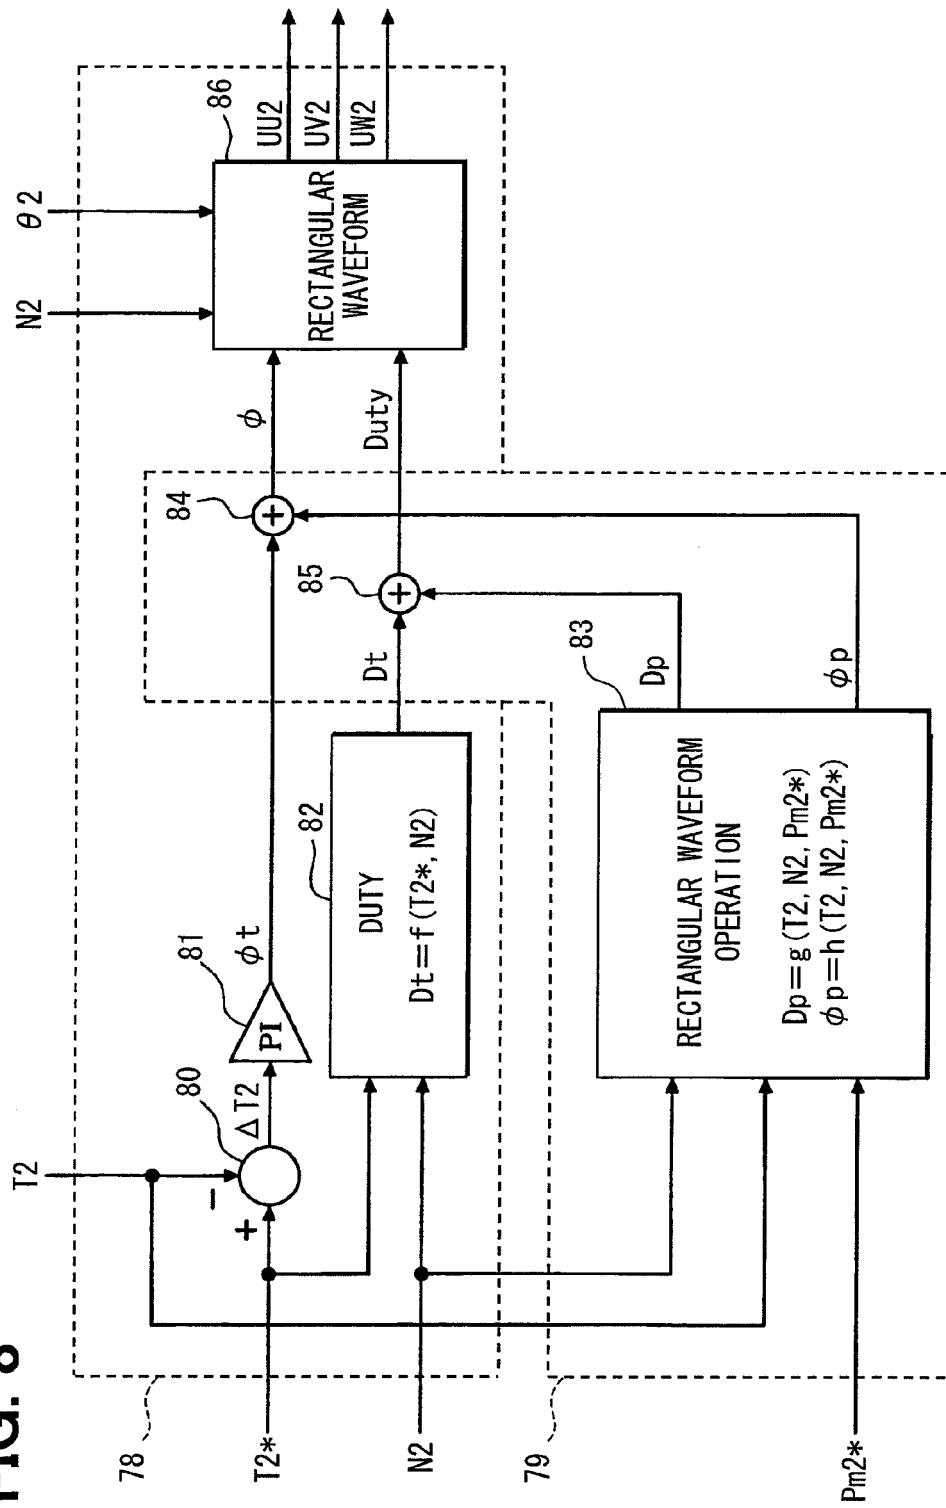 FIG. 8
78
T2*
N2
79
Pm2*
T2
−
+
80
ΔT2
81
PI
φt
82
DUTY
Dt=f(T2*, N2)
RECTANGULAR WAVEFORM
OPERATION
Dp=g(T2, N2, Pm2*)
φp=h(T2, N2, Pm2*)
83
Dp
φp
Dt
85
+
84
+
φ
Duty
N2
θ2
RECTANGULAR
WAVEFORM
86
UU2
UV2
UW2